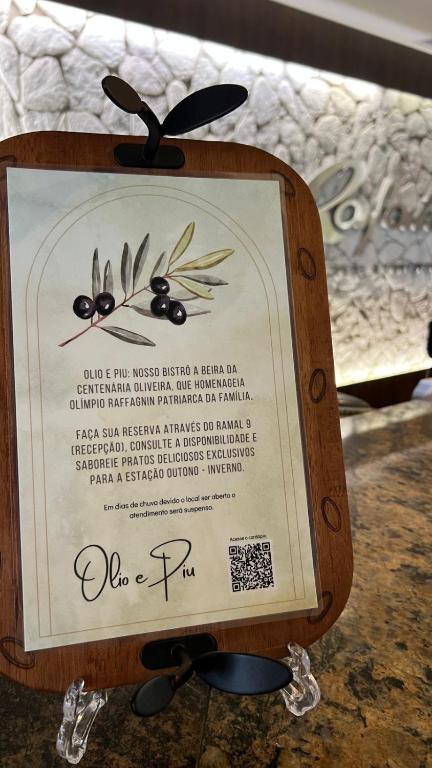 OLIO E PIU: NOSSO BISTRÔ A BEIRA DA
CENTENÁRIA OLIVEIRA, QUE HOMENAGEIA
OLÍMPIO RAFFAGNIN PATRIARCA DA FAMÍLIA.
FAÇA SUA RESERVA ATRAVÉS DO RAMAL 9
(RECEPÇÃO), CONSULTE A DISPONIBILIDADE E
SABOREIE PRATOS DELICIOSOS EXCLUSIVOS
PARA A ESTAÇÃO OUTONO - INVERNO.
Em dias de chuva devido o local ser aberto o
atendimento será suspenso.
Acesse o cardápio:
Olio e Piu